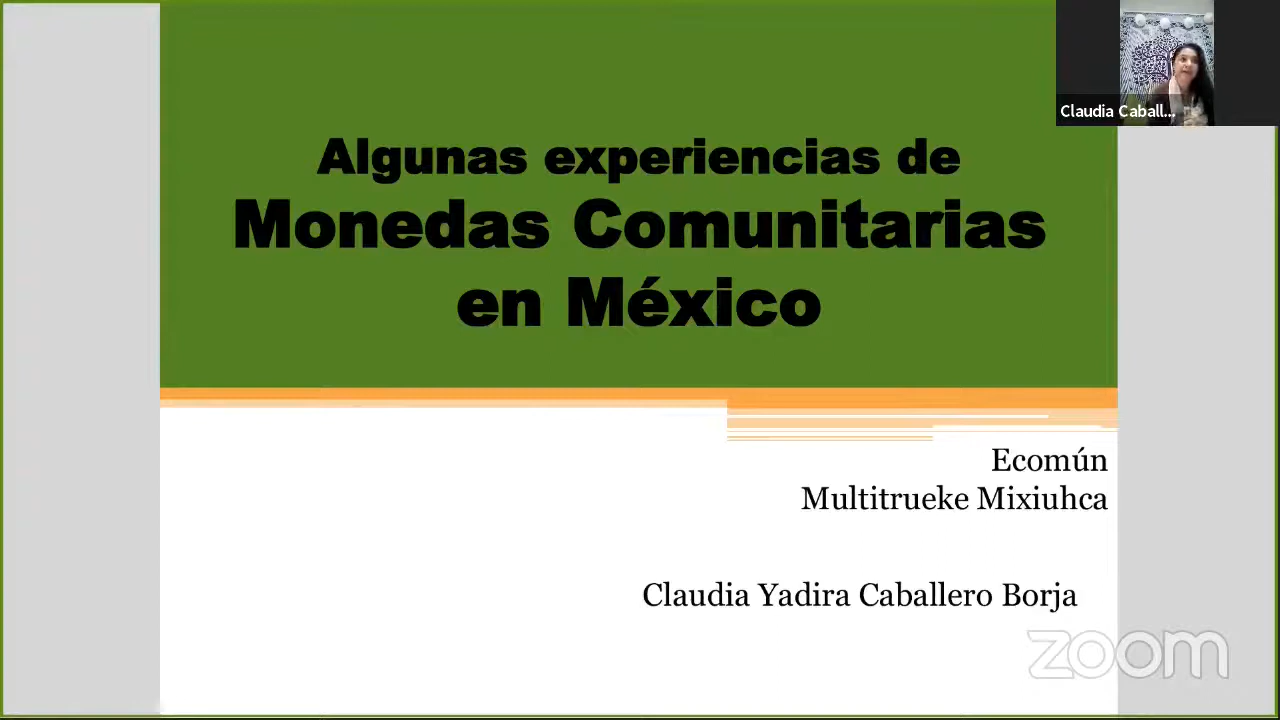 Claudia Caball...
Algunas experiencias de
Monedas Comunitarias
en México
Ecomún
Multitrueke Mixiuhca
Claudia Yadira Caballero Borja
zoom